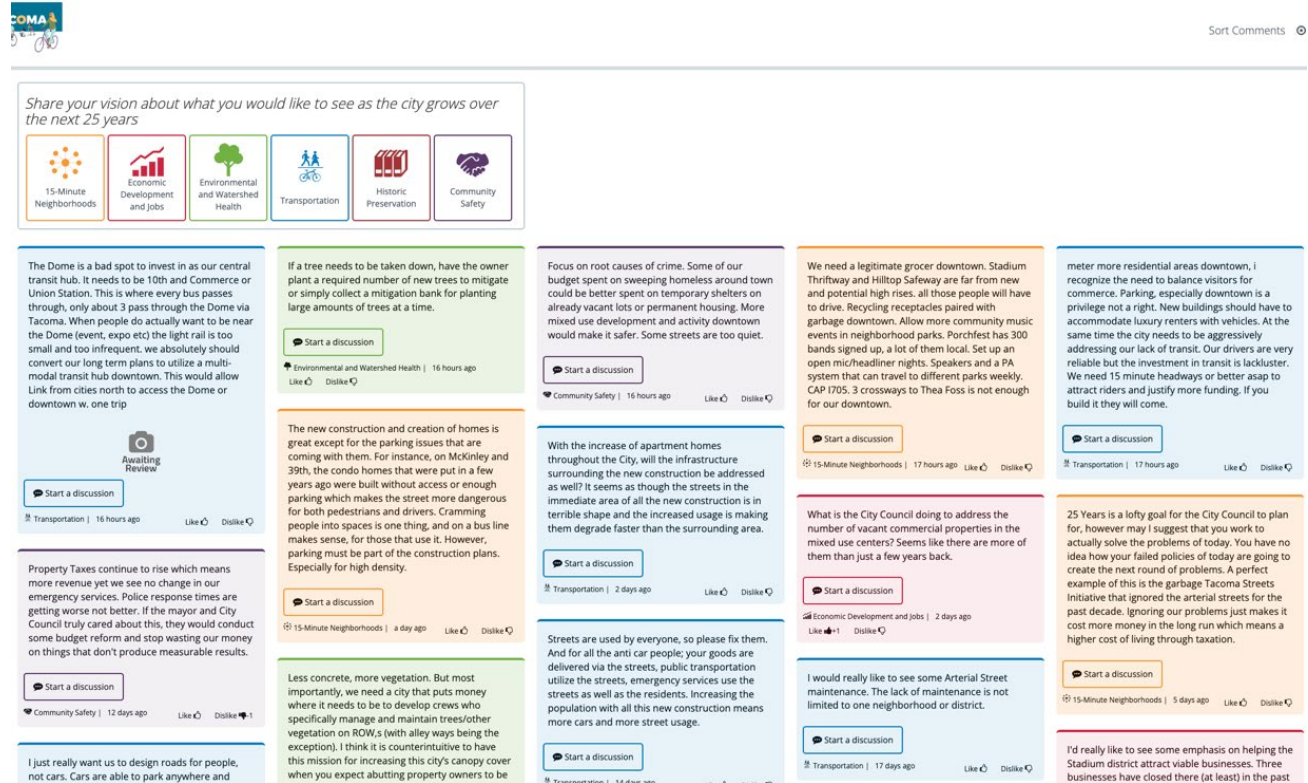 COMA
Sort Comments
Share your vision about what you would like to see as the city grows over
the next 25 years
15-Minute
Neighborhoods
Economic
Development
and Jobs
Environmental
and Watershed
Health
Transportation
Historic
Preservation
Community
Safety
The Dome is a bad spot to invest in as our central
transit hub. It needs to be 10th and Commerce or
Union Station. This is where every bus passes
through, only about 3 pass through the Dome via
Tacoma. When people do actually want to be near
the Dome (event, expo etc) the light rail is too
small and too infrequent. we absolutely should
convert our long term plans to utilize a multi-
modal transit hub downtown. This would allow
Link from cities north to access the Dome or
downtown w. one trip
Awaiting
Review
Start a discussion
Transportation | 16 hours ago
Like Dislike
Property Taxes continue to rise which means
more revenue yet we see no change in our
emergency services. Police response times are
getting worse not better. If the mayor and City
Council truly cared about this, they would conduct
some budget reform and stop wasting our money
on things that don't produce measurable results.
Start a discussion
Community Safety | 12 days ago
Like Dislike -1
I just really want us to design roads for people,
not cars. Cars are able to park anywhere and
If a tree needs to be taken down, have the owner
plant a required number of new trees to mitigate
or simply collect a mitigation bank for planting
large amounts of trees at a time.
Start a discussion
Environmental and Watershed Health | 16 hours ago
Like Dislike
The new construction and creation of homes is
great except for the parking issues that are
coming with them. For instance, on McKinley and
39th, the condo homes that were put in a few
years ago were built without access or enough
parking which makes the street more dangerous
for both pedestrians and drivers. Cramming
people into spaces is one thing, and on a bus line
makes sense, for those that use it. However,
parking must be part of the construction plans.
Especially for high density.
Start a discussion
15-Minute Neighborhoods | a day ago
Like Dislike
Less concrete, more vegetation. But most
importantly, we need a city that puts money
where it needs to be to develop crews who
specifically manage and maintain trees/other
vegetation on ROW,s (with alley ways being the
exception). I think it is counterintuitive to have
this mission for increasing this city's canopy cover
when you expect abutting property owners to be
Focus on root causes of crime. Some of our
budget spent on sweeping homeless around town
could be better spent on temporary shelters on
already vacant lots or permanent housing. More
mixed use development and activity downtown
would make it safer. Some streets are too quiet.
Start a discussion
Community Safety | 16 hours ago
Like Dislike
With the increase of apartment homes
throughout the City, will the infrastructure
surrounding the new construction be addressed
as well? It seems as though the streets in the
immediate area of all the new construction is in
terrible shape and the increased usage is making
them degrade faster than the surrounding area.
Start a discussion
Transportation | 2 days ago
Like Dislike
Streets are used by everyone, so please fix them.
And for all the anti car people; your goods are
delivered via the streets, public transportation
utilize the streets, emergency services use the
streets as well as the residents. Increasing the
population with all this new construction means
more cars and more street usage.
Start a discussion
Transportation | 14 days ago
We need a legitimate grocer downtown. Stadium
Thriftway and Hilltop Safeway are far from new
and potential high rises. all those people will have
to drive. Recycling receptacles paired with
garbage downtown. Allow more community music
events in neighborhood parks. Porchfest has 300
bands signed up, a lot of them local. Set up an
open mic/headliner nights. Speakers and a PA
system that can travel to different parks weekly.
CAP I705. 3 crossways to Thea Foss is not enough
for our downtown.
Start a discussion
15-Minute Neighborhoods | 17 hours ago
Like Dislike
What is the City Council doing to address the
number of vacant commercial properties in the
mixed use centers? Seems like there are more of
them than just a few years back.
Start a discussion
Economic Development and Jobs | 2 days ago
Like +1 Dislike
I would really like to see some Arterial Street
maintenance. The lack of maintenance is not
limited to one neighborhood or district.
Start a discussion
Transportation | 17 days ago
Like Dislike
meter more residential areas downtown, i
recognize the need to balance visitors for
commerce. Parking, especially downtown is a
privilege not a right. New buildings should have to
accommodate luxury renters with vehicles. At the
same time the city needs to be aggressively
addressing our lack of transit. Our drivers are very
reliable but the investment in transit is lackluster.
We need 15 minute headways or better asap to
attract riders and justify more funding. If you
build it they will come.
Start a discussion
Transportation | 17 hours ago
Like Dislike
25 Years is a lofty goal for the City Council to plan
for, however may I suggest that you work to
actually solve the problems of today. You have no
idea how your failed policies of today are going to
create the next round of problems. A perfect
example of this is the garbage Tacoma Streets
Initiative that ignored the arterial streets for the
past decade. Ignoring our problems just makes it
cost more money in the long run which means a
higher cost of living through taxation.
Start a discussion
15-Minute Neighborhoods | 5 days ago
Like Dislike
I'd really like to see some emphasis on helping the
Stadium district attract viable businesses. Three
businesses have closed there (at least) in the past